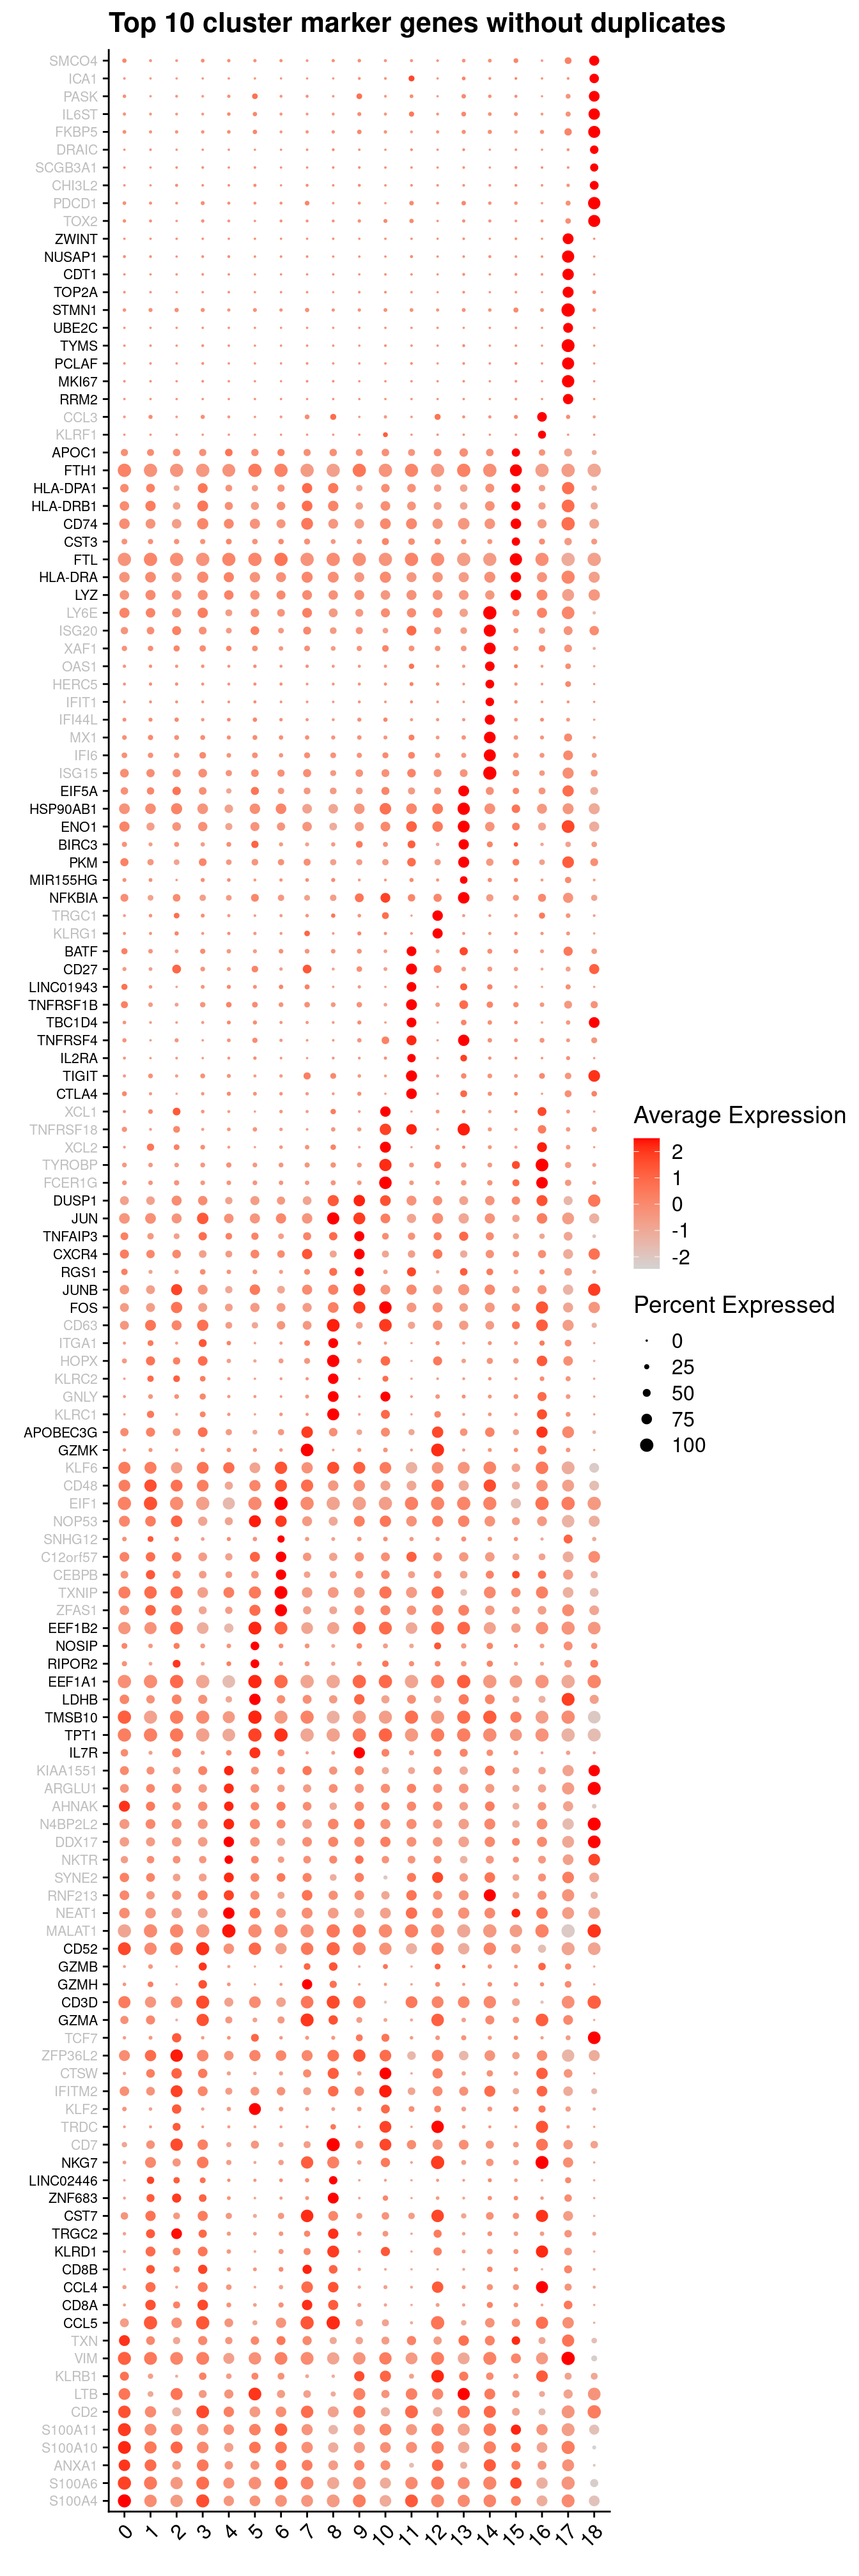 Top 10 cluster marker genes without duplicates
SMCO4
ICA1
PASK
IL6ST
FKBP5
DRAIC
SCGB3A1
CHI3L2
PDCD1
TOX2
ZWINT
NUSAP1
CDT1
TOP2A
STMN1
UBE2C
TYMS
PCLAF
MKI67
RRM2
CCL3
KLRF1
APOC1
FTH1
HLA-DPA1
HLA-DRB1
CD74
CST3
FTL
HLA-DRA
LYZ
LY6E
ISG20
XAF1
OAS1
HERC5
IFIT1
IFI44L
MX1
IFI6
ISG15
EIF5A
HSP90AB1
ENO1
BIRC3
PKM
MIR155HG
NFKBIA
TRGC1
KLRG1
BATF
CD27
LINC01943
TNFRSF1B
TBC1D4
TNFRSF4
IL2RA
TIGIT
CTLA4
XCL1
TNFRSF18
XCL2
TYROBP
FCER1G
DUSP1
JUN
TNFAIP3
CXCR4
RGS1
JUNB
FOS
CD63
ITGA1
HOPX
KLRC2
GNLY
KLRC1
APOBEC3G
GZMK
KLF6
CD48
EIF1
NOP53
SNHG12
C12orf57
CEBPB
TXNIP
ZFAS1
EEF1B2
NOSIP
RIPOR2
EEF1A1
LDHB
TMSB10
TPT1
IL7R
KIAA1551
ARGLU1
AHNAK
N4BP2L2
DDX17
NKTR
SYNE2
RNF213
NEAT1
MALAT1
CD52
GZMB
GZMH
CD3D
GZMA
TCF7
ZFP36L2
CTSW
IFITM2
KLF2
TRDC
CD7
NKG7
LINC02446
ZNF683
CST7
TRGC2
KLRD1
CD8B
CCL4
CD8A
CCL5
TXN
VIM
KLRB1
LTB
CD2
S100A11
S100A10
ANXA1
S100A6
S100A4
0 1 2 3 4 5 6 7 8 9 10 11 12 13 14 15 16 17 18
Average Expression
2
1
0
-1
-2
Percent Expressed
0
25
50
75
100